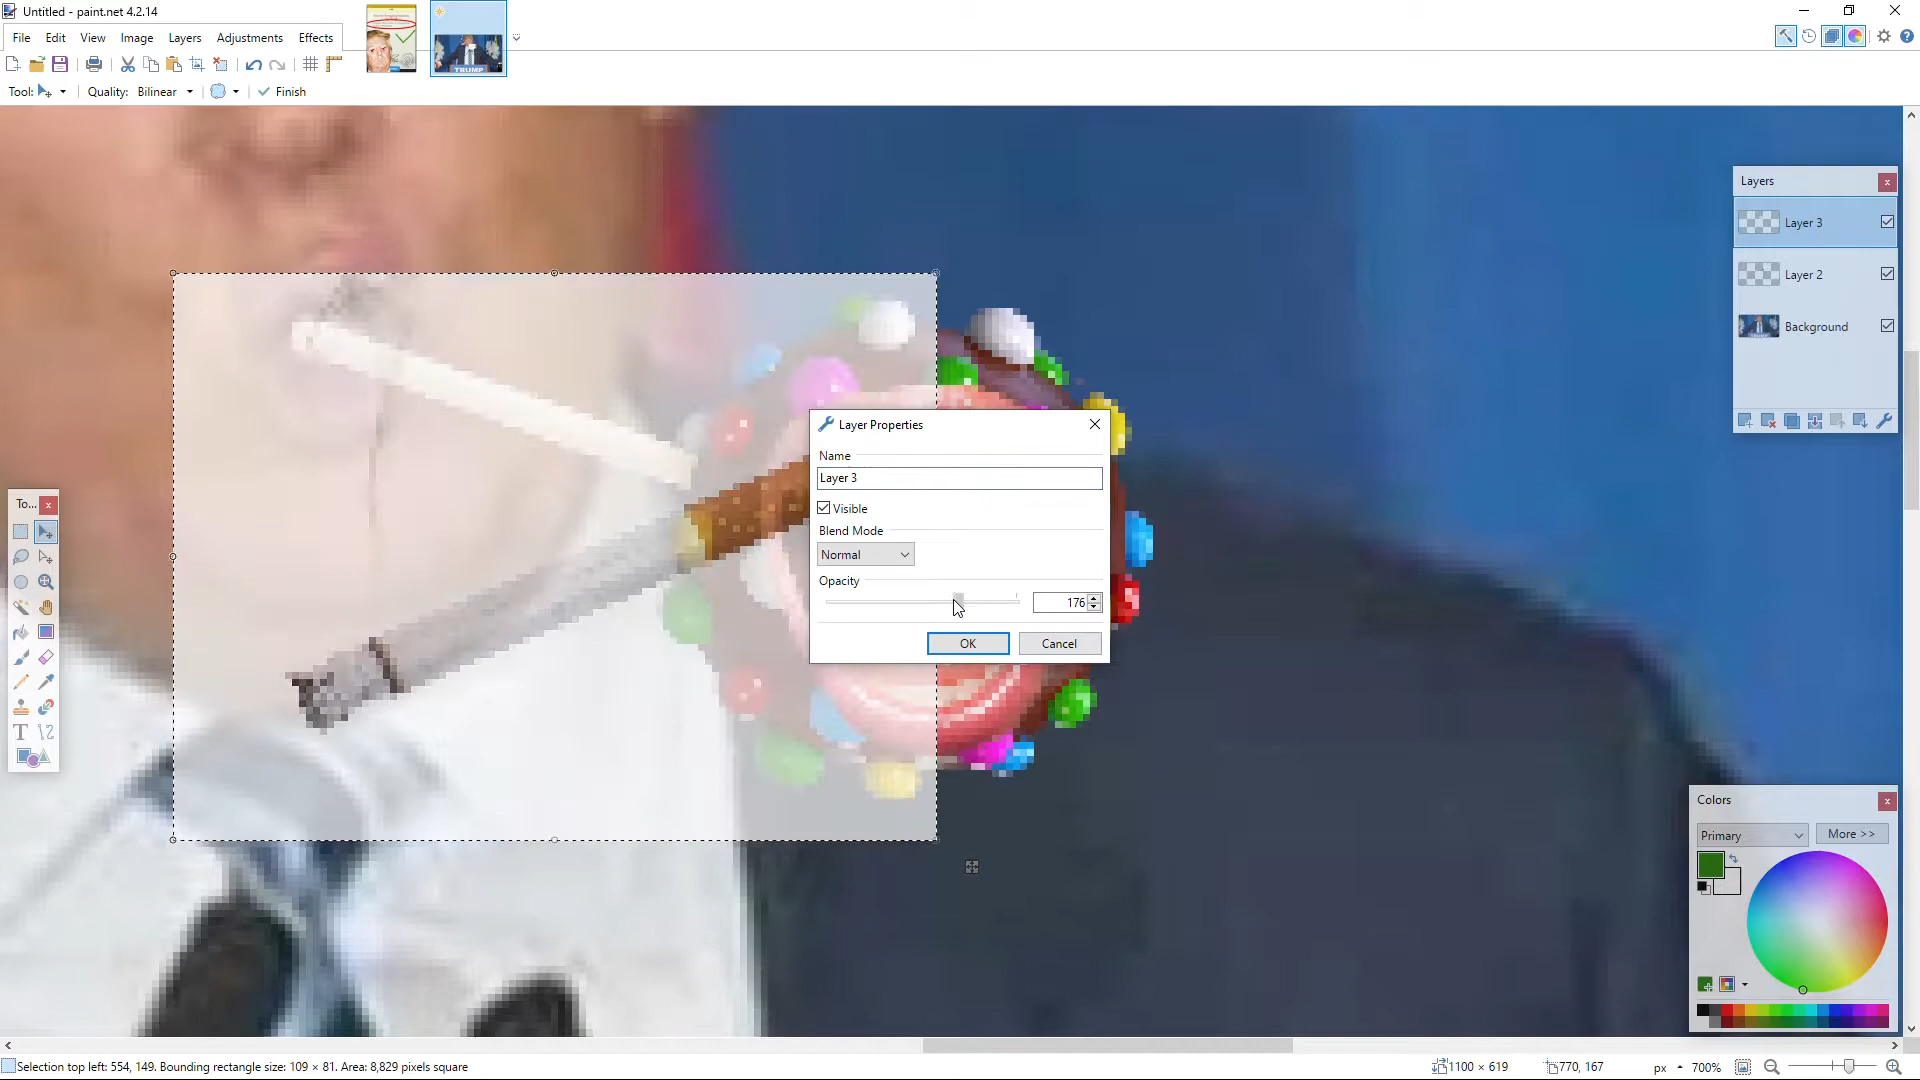 Untitled - paint.net 4.2.14
File Edit View Image Layers Adjustments Effects
TRUMP
Tool: Quality: Bilinear Finish
Layers
Layer 3
Layer 2
Background
Layer Properties
Name
Layer 3
Visible
Blend Mode
Normal
Opacity
176
OK Cancel
To...
Colors
Primary More >>
Selection top left: 554, 149. Bounding rectangle size: 109 × 81. Area: 8,829 pixels square 1100 × 619 770, 167 px 700%